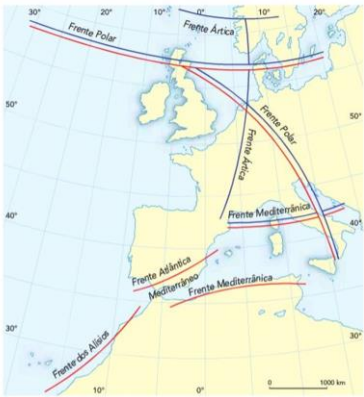 30°
20°
10°
0°
10°
20°
Frente Polar
Frente Ártica
50°
Frente Polar
50°
Frente Ártica
40°
Frente Mediterrânica
40°
Frente Atlântica
Mediterrâneo
Frente Mediterrânica
30°
Frente dos Alísios
30°
10°
0°
0
1000 km